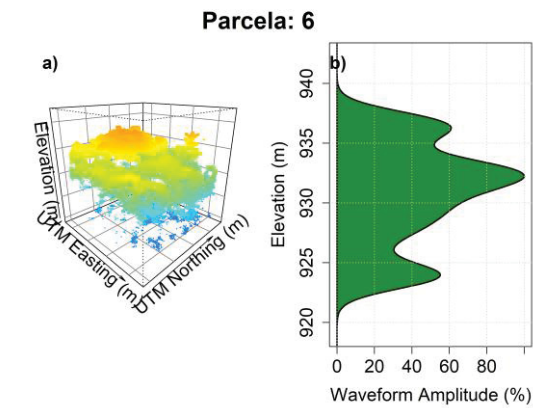 Parcela: 6
a)
Elevation (m)
UTM Easting (m)
UTM Northing (m)
b)
Elevation (m)
940
935
930
925
920
0 20 40 60 80
Waveform Amplitude (%)